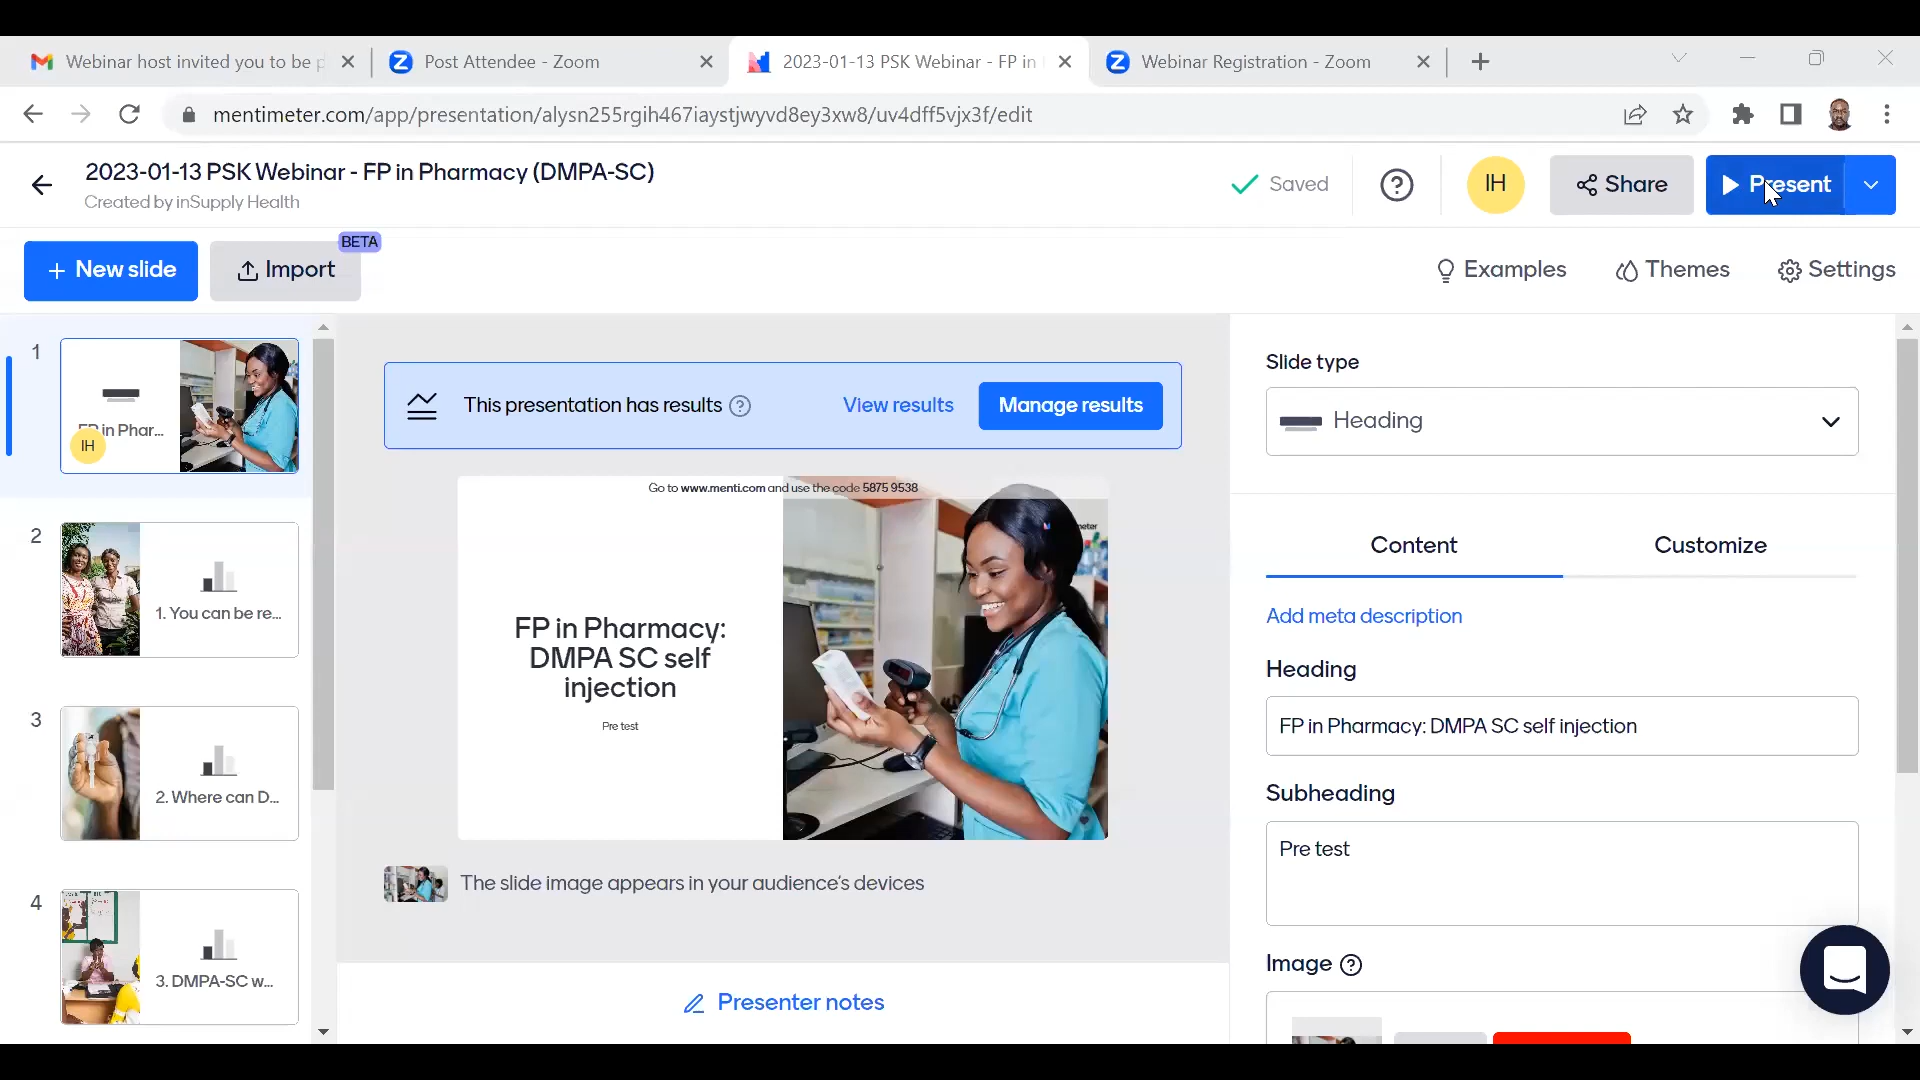 Webinar host invited you to be p
Post Attendee - Zoom
2023-01-13 PSK Webinar - FP in
Webinar Registration - Zoom
mentimeter.com/app/presentation/alysn255rgih467iaystjwyvd8ey3xw8/uv4dff5vjx3f/edit
2023-01-13 PSK Webinar - FP in Pharmacy (DMPA-SC)
Created by inSupply Health
Saved
IH
Share
Present
New slide
Import
BETA
Examples
Themes
Settings
1
FP in Phar...
IH
2
1. You can be re...
3
2. Where can D...
4
3. DMPA-SC w...
This presentation has results
View results
Manage results
Go to www.menti.com and use the code 5875 9538
FP in Pharmacy:
DMPA SC self
injection
Pre test
The slide image appears in your audience's devices
Presenter notes
Slide type
Heading
Content
Customize
Add meta description
Heading
FP in Pharmacy: DMPA SC self injection
Subheading
Pre test
Image